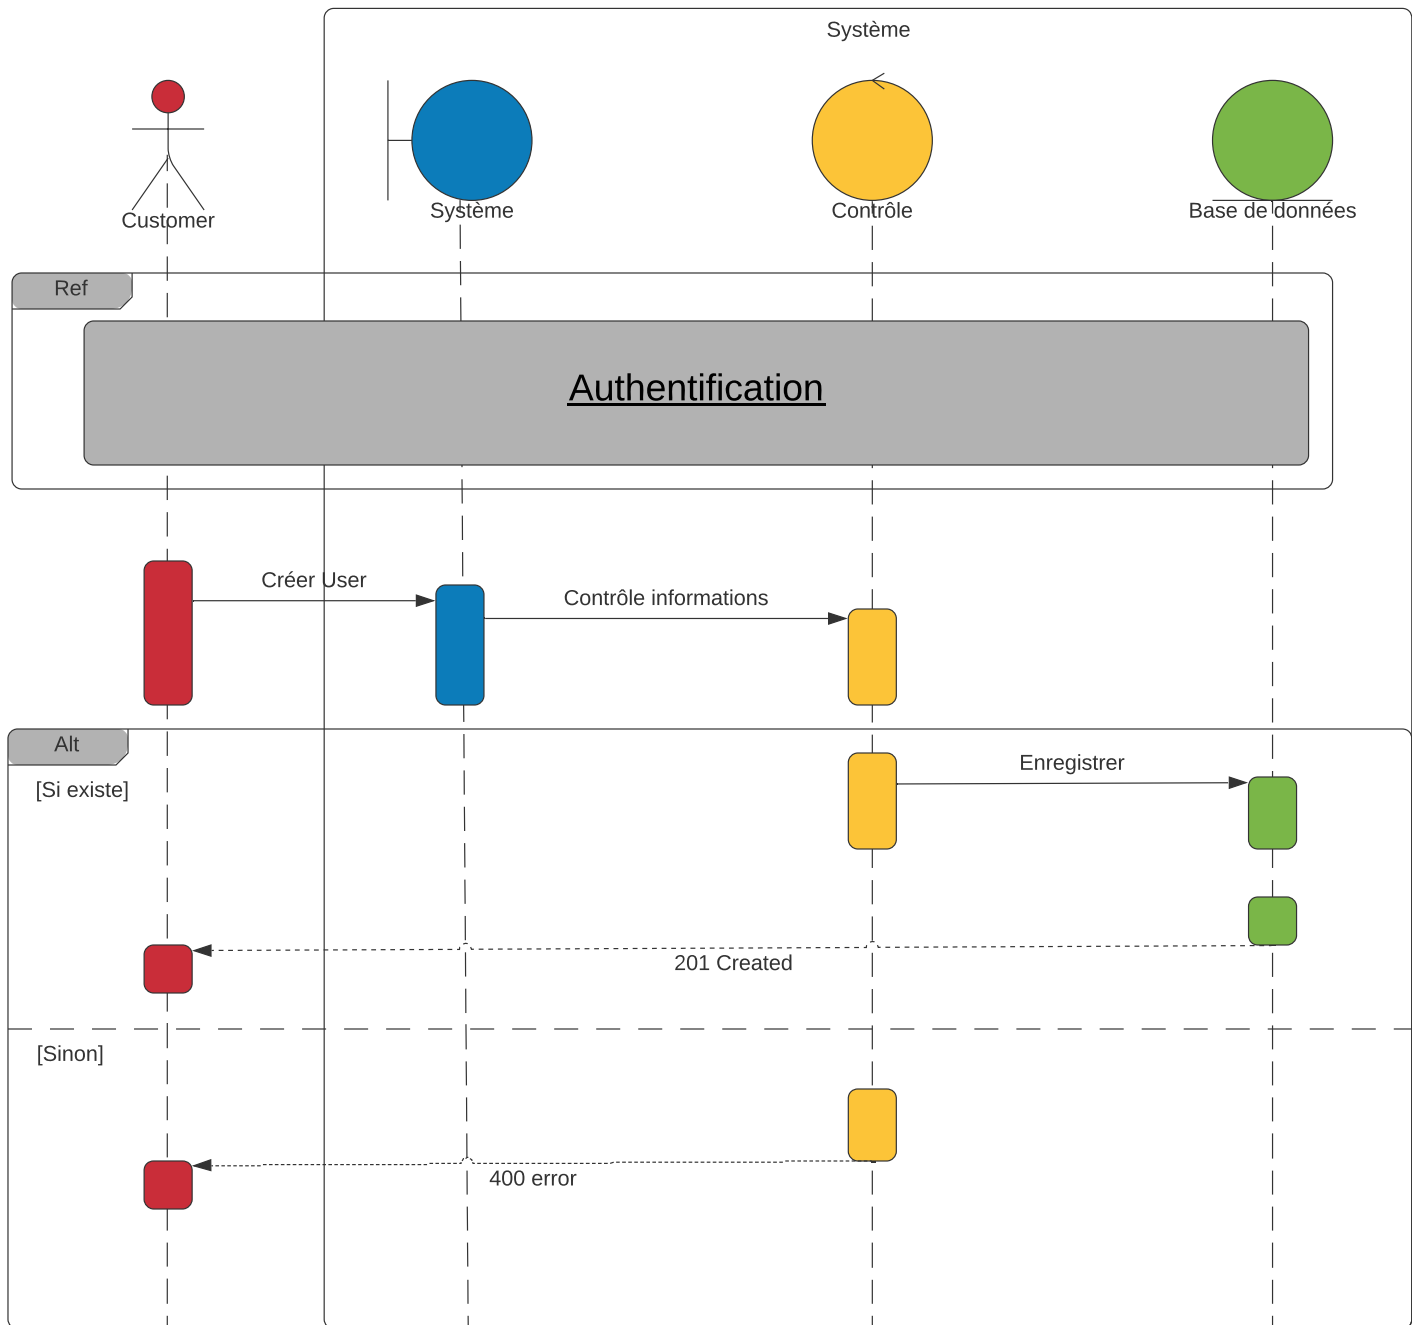 Système
Customer
Système
Contrôle
Base de données
Ref
Authentification
Créer User
Contrôle informations
Alt
[Si existe]
Enregistrer
201 Created
[Sinon]
400 error